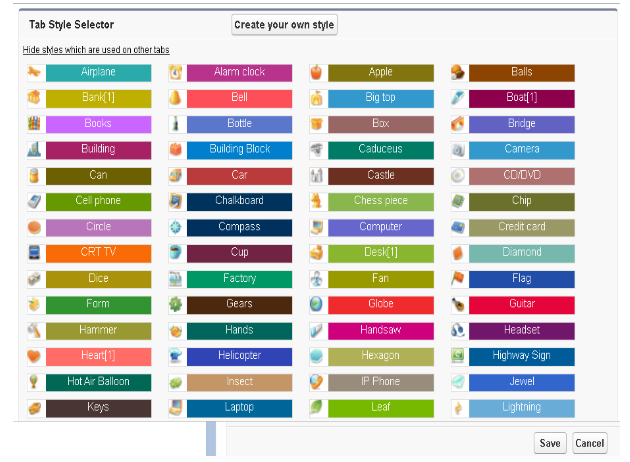 Tab Style Selector Create your own style
Hide styles which are used on other tabs
Airplane Alarm clock Apple Balls
Bank[1] Bell Big top Boat[1]
Books Bottle Box Bridge
Building Building Block Caduceus Camera
Can Car Castle CD/DVD
Cell phone Chalkboard Chess piece Chip
Circle Compass Computer Credit card
CRT TV Cup Desk[1] Diamond
Dice Factory Fan Flag
Form Gears Globe Guitar
Hammer Hands Handsaw Headset
Heart[1] Helicopter Hexagon Highway Sign
Hot Air Balloon Insect IP Phone Jewel
Keys Laptop Leaf Lightning
Save Cancel